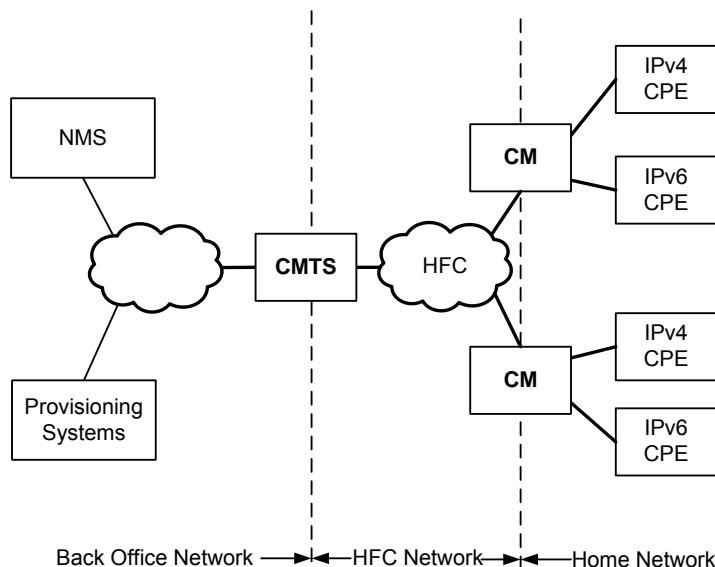 IPv4
CPE
NMS
CM
IPv6
CPE
CMTS
HFC
IPv4
CPE
CM
Provisioning
Systems
IPv6
CPE
Back Office Network
HFC Network
Home Network